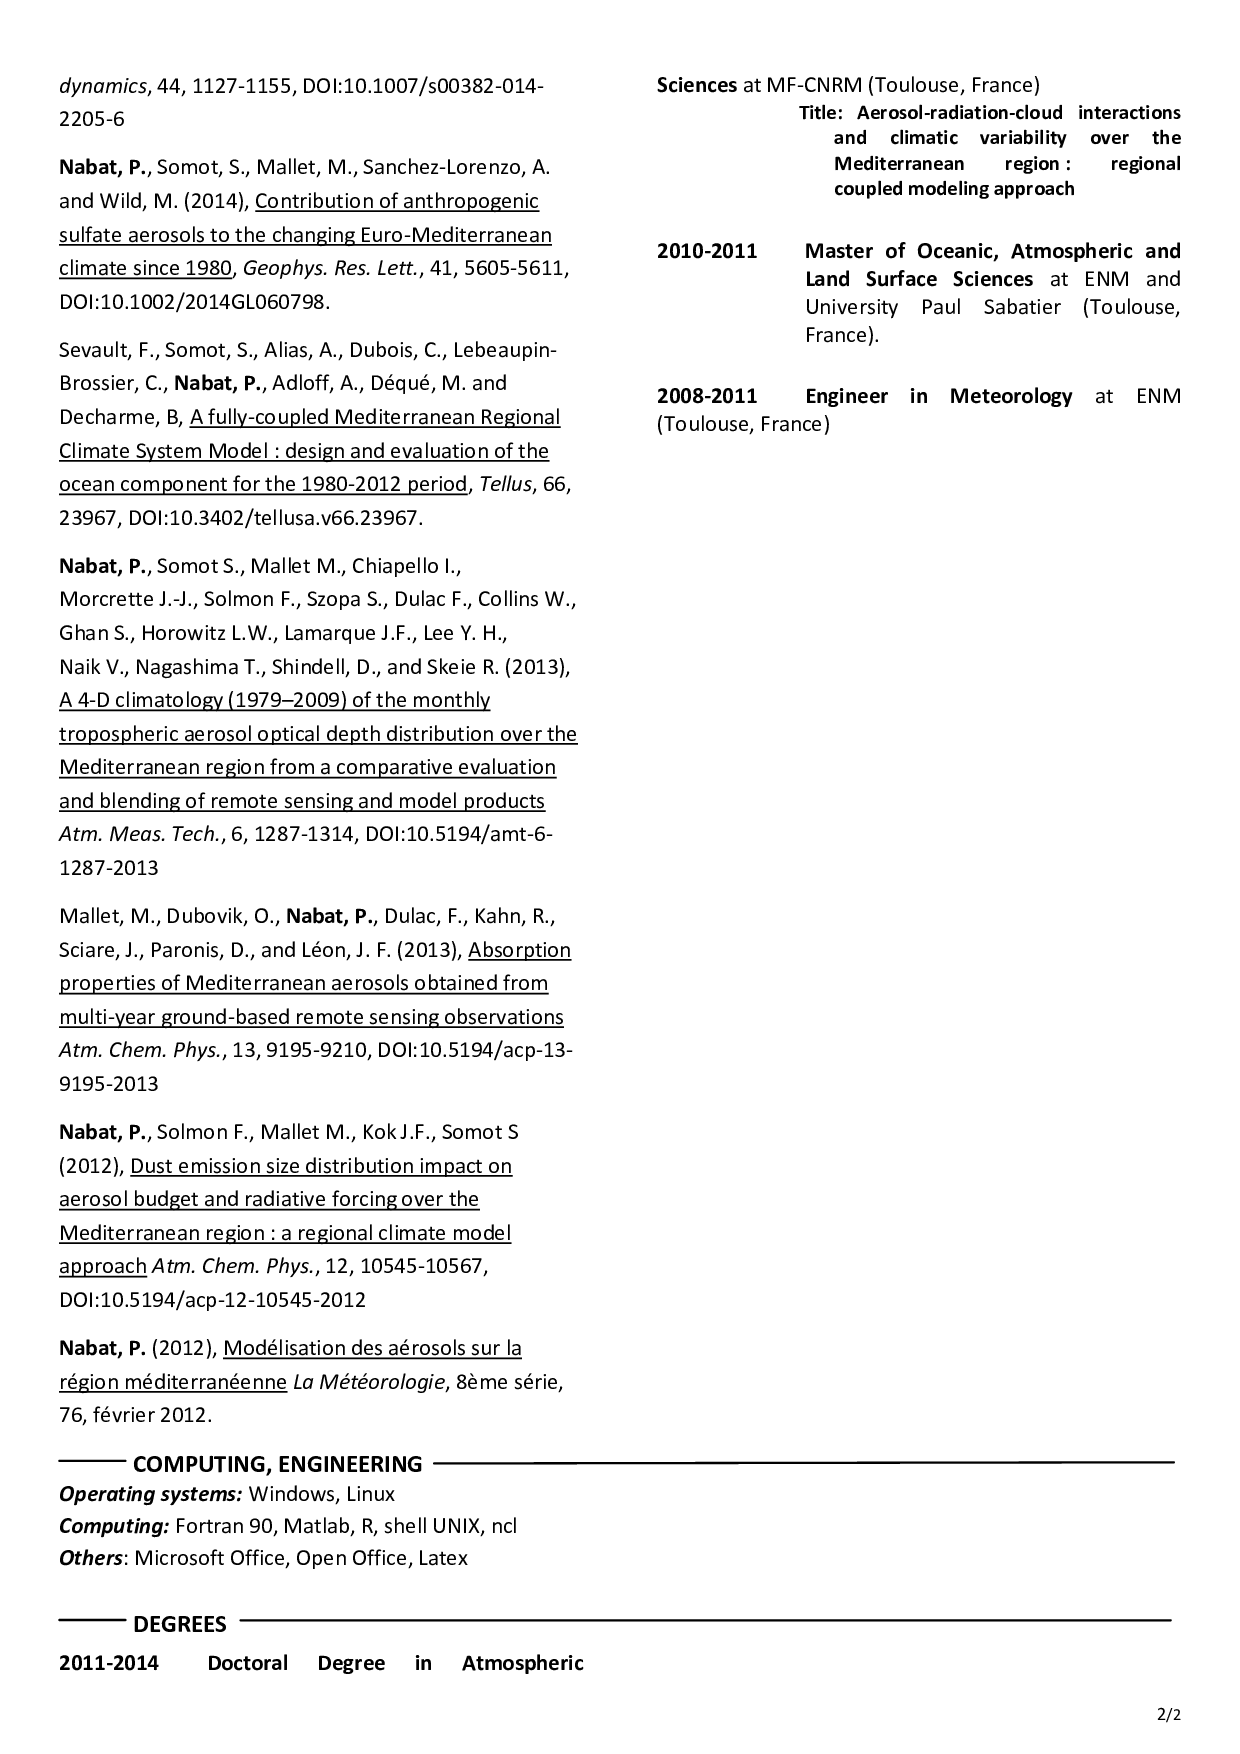 dynamics, 44, 1127-1155, DOI:10.1007/s00382-014-
2205-6
Nabat, P., Somot, S., Mallet, M., Sanchez-Lorenzo, A.
and Wild, M. (2014), Contribution of anthropogenic
sulfate aerosols to the changing Euro-Mediterranean
climate since 1980, Geophys. Res. Lett., 41, 5605-5611,
DOI:10.1002/2014GL060798.
Sevault, F., Somot, S., Alias, A., Dubois, C., Lebeaupin-
Brossier, C., Nabat, P., Adloff, A., Déqué, M. and
Decharme, B, A fully-coupled Mediterranean Regional
Climate System Model : design and evaluation of the
ocean component for the 1980-2012 period, Tellus, 66,
23967, DOI:10.3402/tellusa.v66.23967.
Nabat, P., Somot S., Mallet M., Chiapello I.,
Morcrette J.-J., Solmon F., Szopa S., Dulac F., Collins W.,
Ghan S., Horowitz L.W., Lamarque J.F., Lee Y. H.,
Naik V., Nagashima T., Shindell, D., and Skeie R. (2013),
A 4-D climatology (1979–2009) of the monthly
tropospheric aerosol optical depth distribution over the
Mediterranean region from a comparative evaluation
and blending of remote sensing and model products
Atm. Meas. Tech., 6, 1287-1314, DOI:10.5194/amt-6-
1287-2013
Mallet, M., Dubovik, O., Nabat, P., Dulac, F., Kahn, R.,
Sciare, J., Paronis, D., and Léon, J. F. (2013), Absorption
properties of Mediterranean aerosols obtained from
multi-year ground-based remote sensing observations
Atm. Chem. Phys., 13, 9195-9210, DOI:10.5194/acp-13-
9195-2013
Nabat, P., Solmon F., Mallet M., Kok J.F., Somot S
(2012), Dust emission size distribution impact on
aerosol budget and radiative forcing over the
Mediterranean region : a regional climate model
approach Atm. Chem. Phys., 12, 10545-10567,
DOI:10.5194/acp-12-10545-2012
Nabat, P. (2012), Modélisation des aérosols sur la
région méditerranéenne La Météorologie, 8ème série,
76, février 2012.
COMPUTING, ENGINEERING
Operating systems: Windows, Linux
Computing: Fortran 90, Matlab, R, shell UNIX, ncl
Others: Microsoft Office, Open Office, Latex
DEGREES
2011-2014 Doctoral Degree in Atmospheric
Sciences at MF-CNRM (Toulouse, France)
Title: Aerosol-radiation-cloud interactions
and climatic variability over the
Mediterranean region : regional
coupled modeling approach
2010-2011 Master of Oceanic, Atmospheric and
Land Surface Sciences at ENM and
University Paul Sabatier (Toulouse,
France).
2008-2011 Engineer in Meteorology at ENM
(Toulouse, France)
2/2